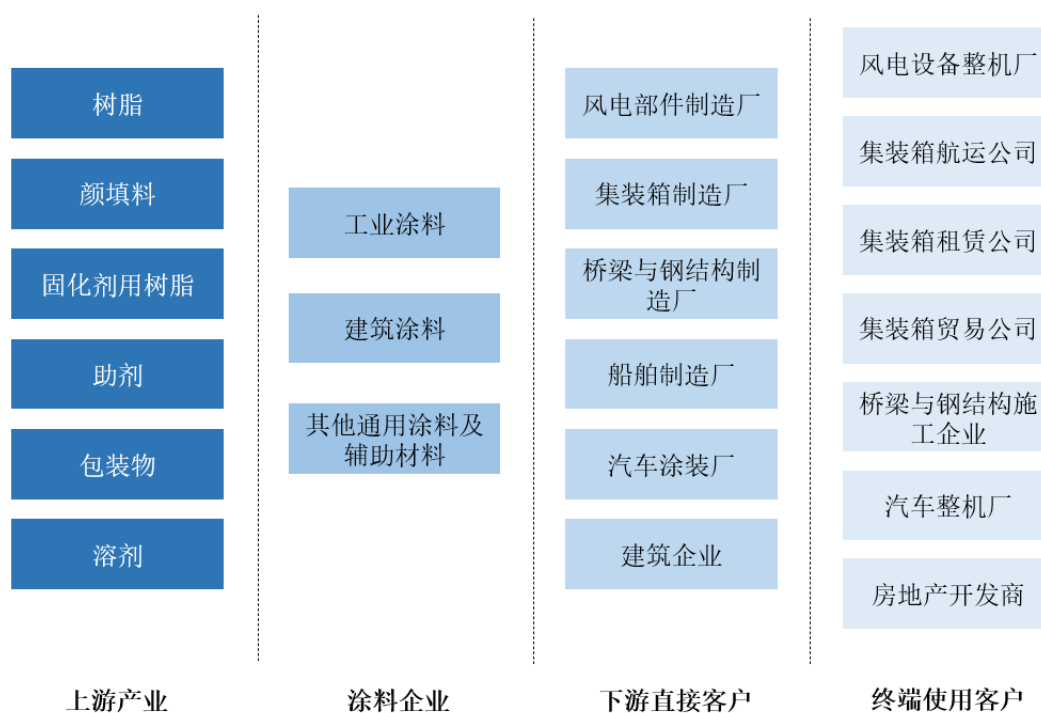 树脂
颜填料
固化剂用树脂
助剂
包装物
溶剂
上游产业
工业涂料
建筑涂料
其他通用涂料及
辅助材料
涂料企业
风电部件制造厂
集装箱制造厂
桥梁与钢结构制
造厂
船舶制造厂
汽车涂装厂
建筑企业
下游直接客户
风电设备整机厂
集装箱航运公司
集装箱租赁公司
集装箱贸易公司
桥梁与钢结构施
工企业
汽车整机厂
房地产开发商
终端使用客户